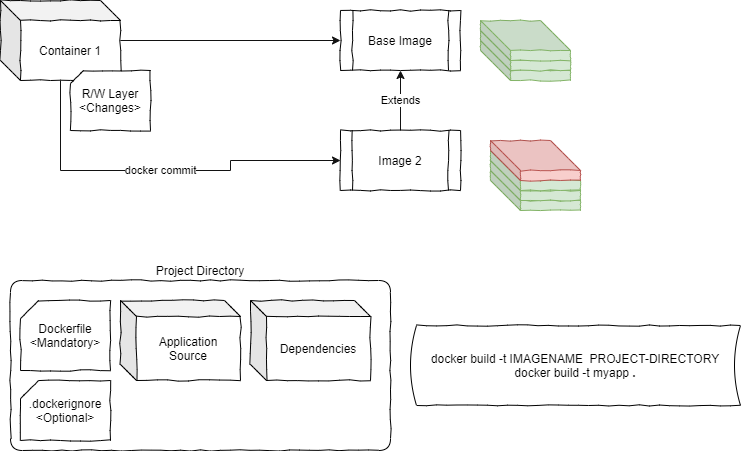 Container 1
Base Image
R/W Layer
<Changes>
Extends
docker commit
Image 2
Project Directory
Dockerfile
<Mandatory>
Application
Source
Dependencies
.dockerignore
<Optional>
docker build -t IMAGENAME PROJECT-DIRECTORY
docker build -t myapp .